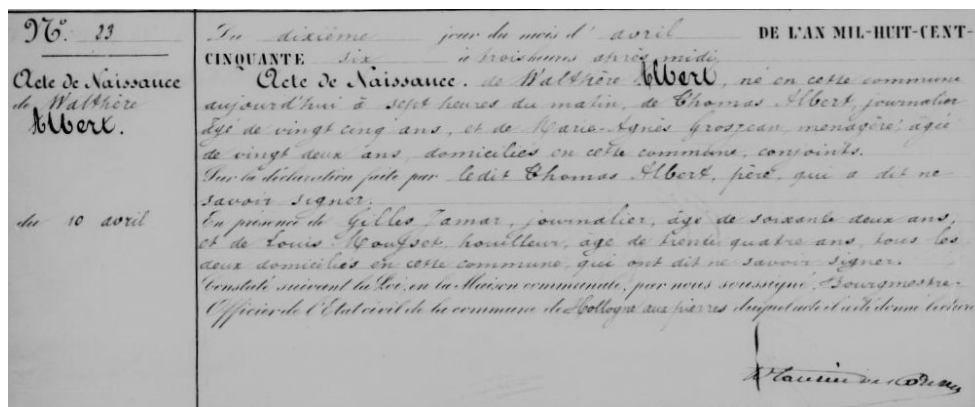 Nº. 23
Acte de Naissance
de Walthère
Albert.
du 10 avril
Du dixième jour du mois d' avril DE L'AN MIL-HUIT-CENT-
CINQUANTE six à trois heures après midi,
Acte de Naissance. de Walthère Albert, né en cette commune
aujourd'hui à sept heures du matin, de Thomas Albert, journalier
âgé de vingt cinq ans, et de Marie-Agnès Grosjean, menagère, âgée
de vingt deux ans, domiciliés en cette commune, conjoints.
Sur la déclaration faite par ledit Thomas Albert, père, qui a dit ne
savoir signer.
En présence de Gilles Jamar, journalier, âgé de soixante deux ans,
et de Louis houilleur, âgé de trente quatre ans, tous les
deux domiciliés en cette commune, qui ont dit ne savoir signer.
Constaté suivant la Loi, en la Maison communale, par nous soussigné, Bourgmestre-
Officier de l'Etat civil de la commune de Hollogne aux pierres duquel acte il a été donné lecture